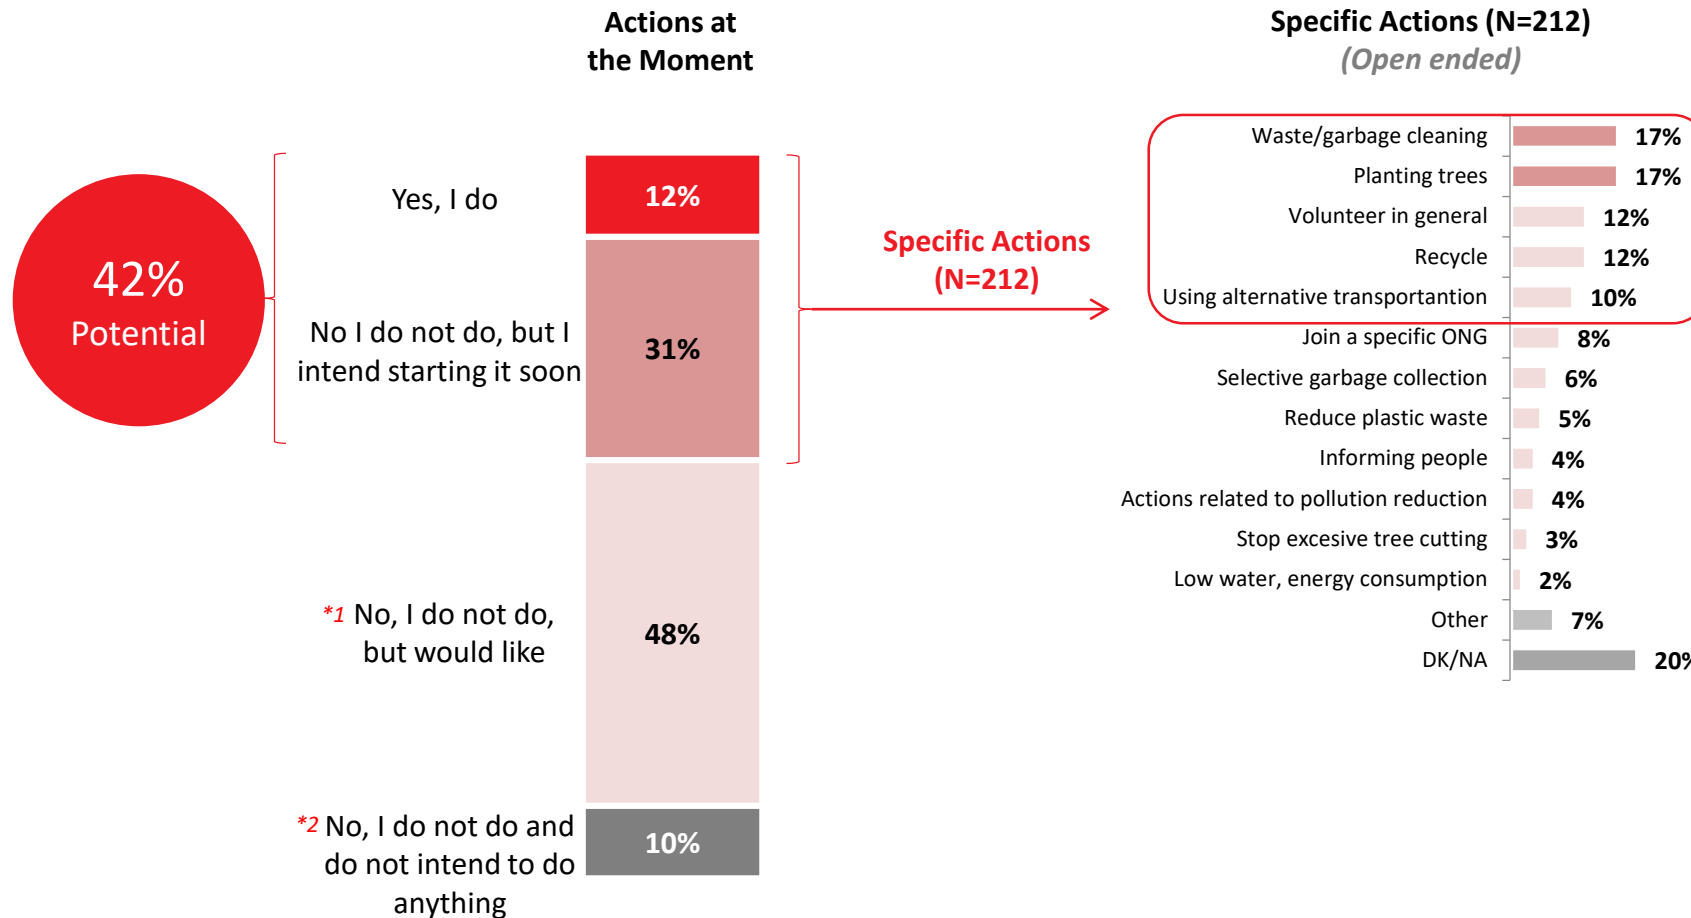 Actions at
the Moment
Specific Actions (N=212)
(Open ended)
42%
Potential
Yes, I do
12%
No I do not do, but I
intend starting it soon
31%
*1 No, I do not do,
but would like
48%
*2 No, I do not do and
do not intend to do
anything
10%
Specific Actions
(N=212)
Waste/garbage cleaning 17%
Planting trees 17%
Volunteer in general 12%
Recycle 12%
Using alternative transportantion 10%
Join a specific ONG 8%
Selective garbage collection 6%
Reduce plastic waste 5%
Informing people 4%
Actions related to pollution reduction 4%
Stop excesive tree cutting 3%
Low water, energy consumption 2%
Other 7%
DK/NA 20%